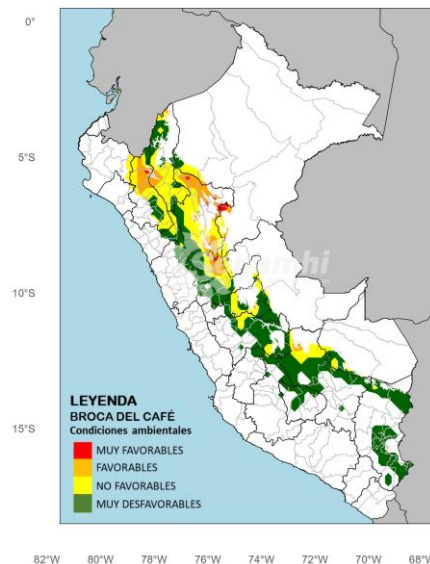 0°
5°S
10°S
15°S
senamhi
LEYENDA
BROCA DEL CAFÉ
Condiciones ambientales
MUY FAVORABLES
FAVORABLES
NO FAVORABLES
MUY DESFAVORABLES
82°W 80°W 78°W 76°W 74°W 72°W 70°W 68°W